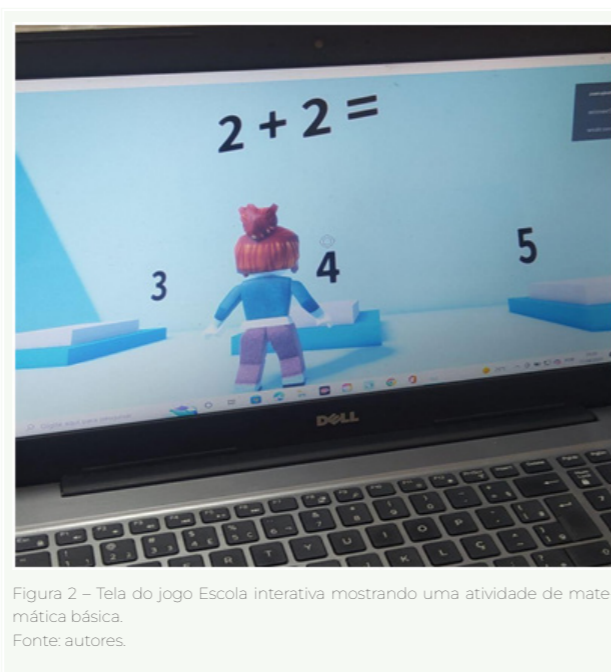 2 + 2 =
3
4
5
DELL
Figura 2 – Tela do jogo Escola interativa mostrando uma atividade de mate
mática básica.
Fonte: autores.